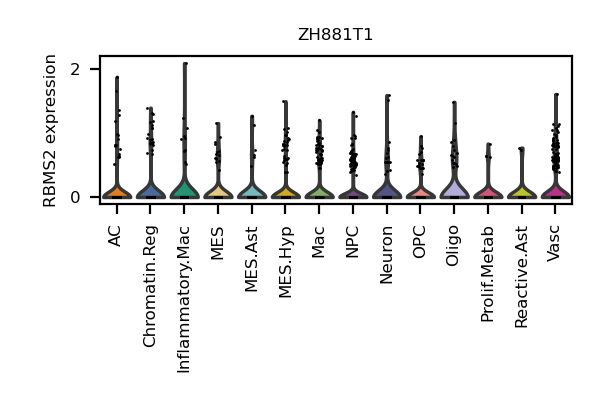 ZH881T1
RBMS2 expression
2
0
AC
Chromatin.Reg
Inflammatory.Mac
MES
MES.Ast
MES.Hyp
Mac
NPC
Neuron
OPC
Oligo
Prolif.Metab
Reactive.Ast
Vasc